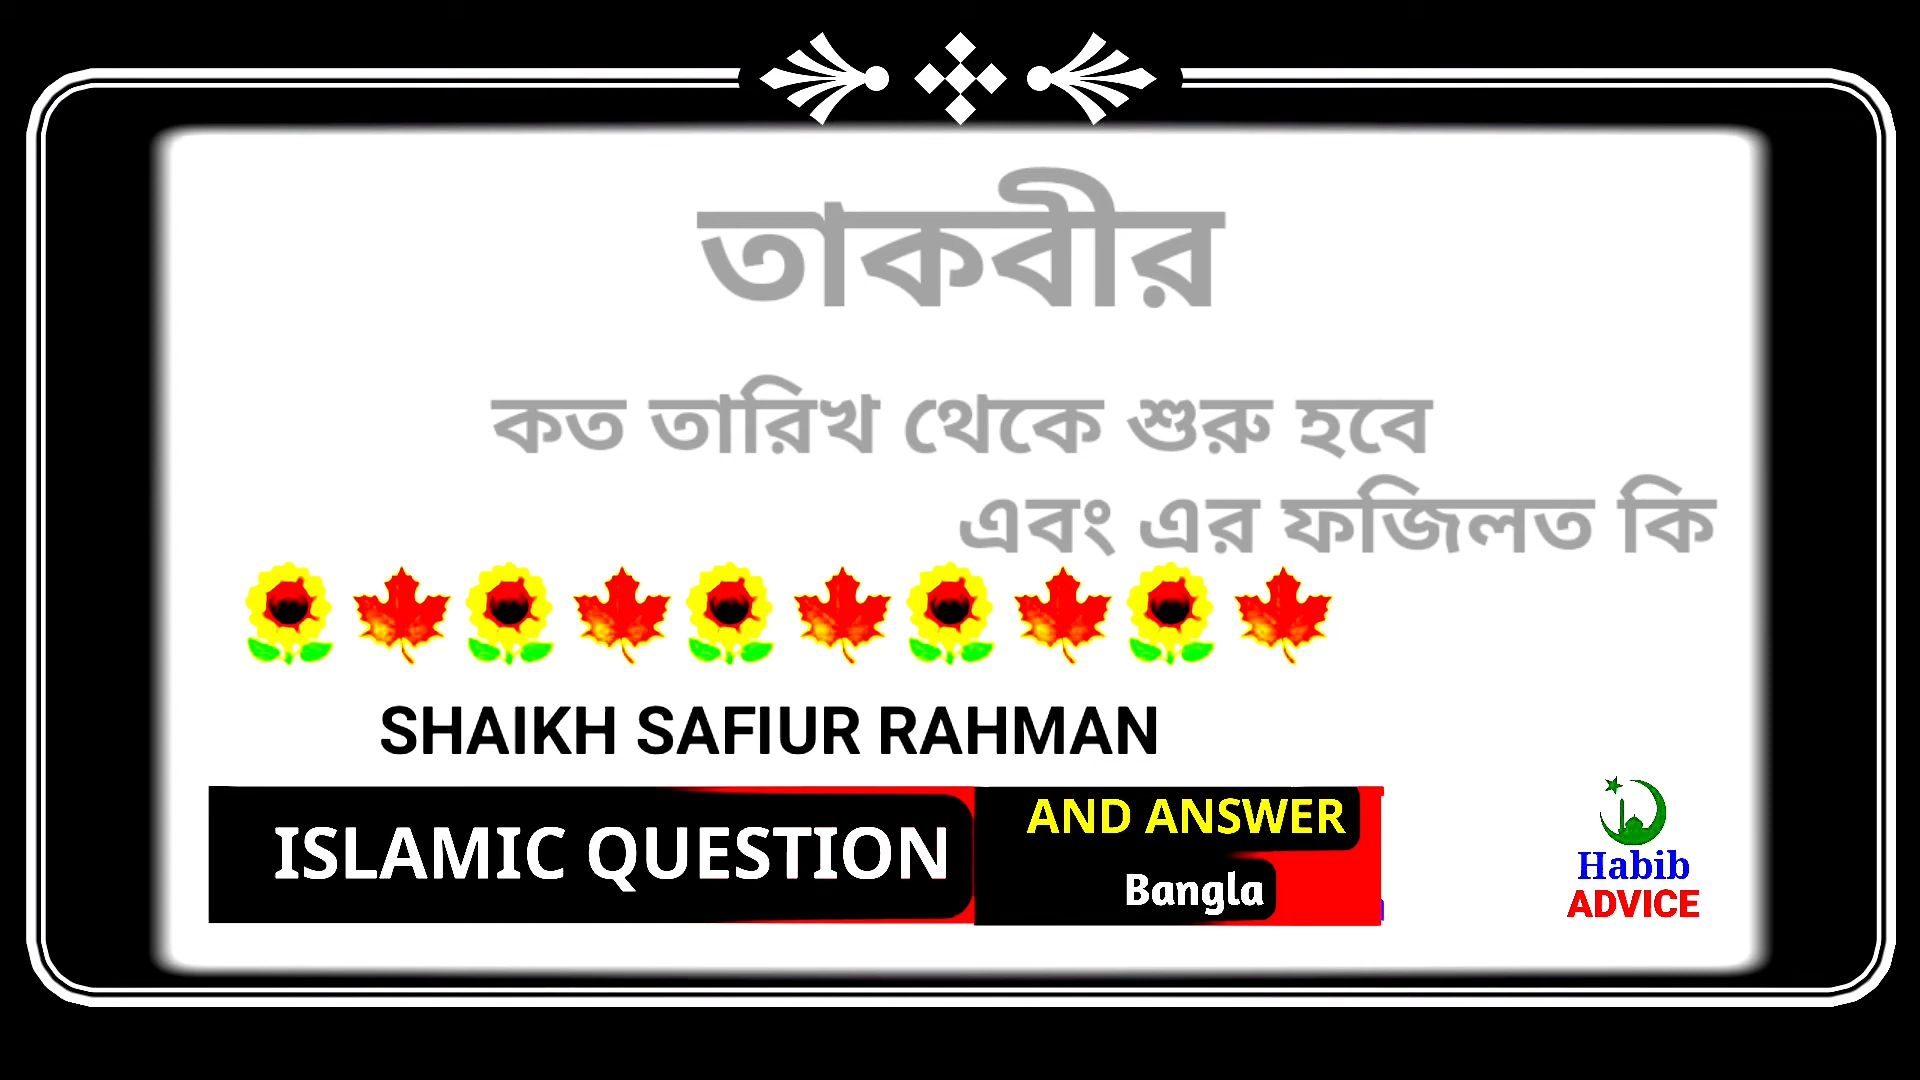 তাকবীর
কত তারিখ থেকে শুরু হবে
এবং এর ফজিলত কি
SHAIKH SAFIUR RAHMAN
ISLAMIC QUESTION
AND ANSWER
Bangla
Habib
ADVICE